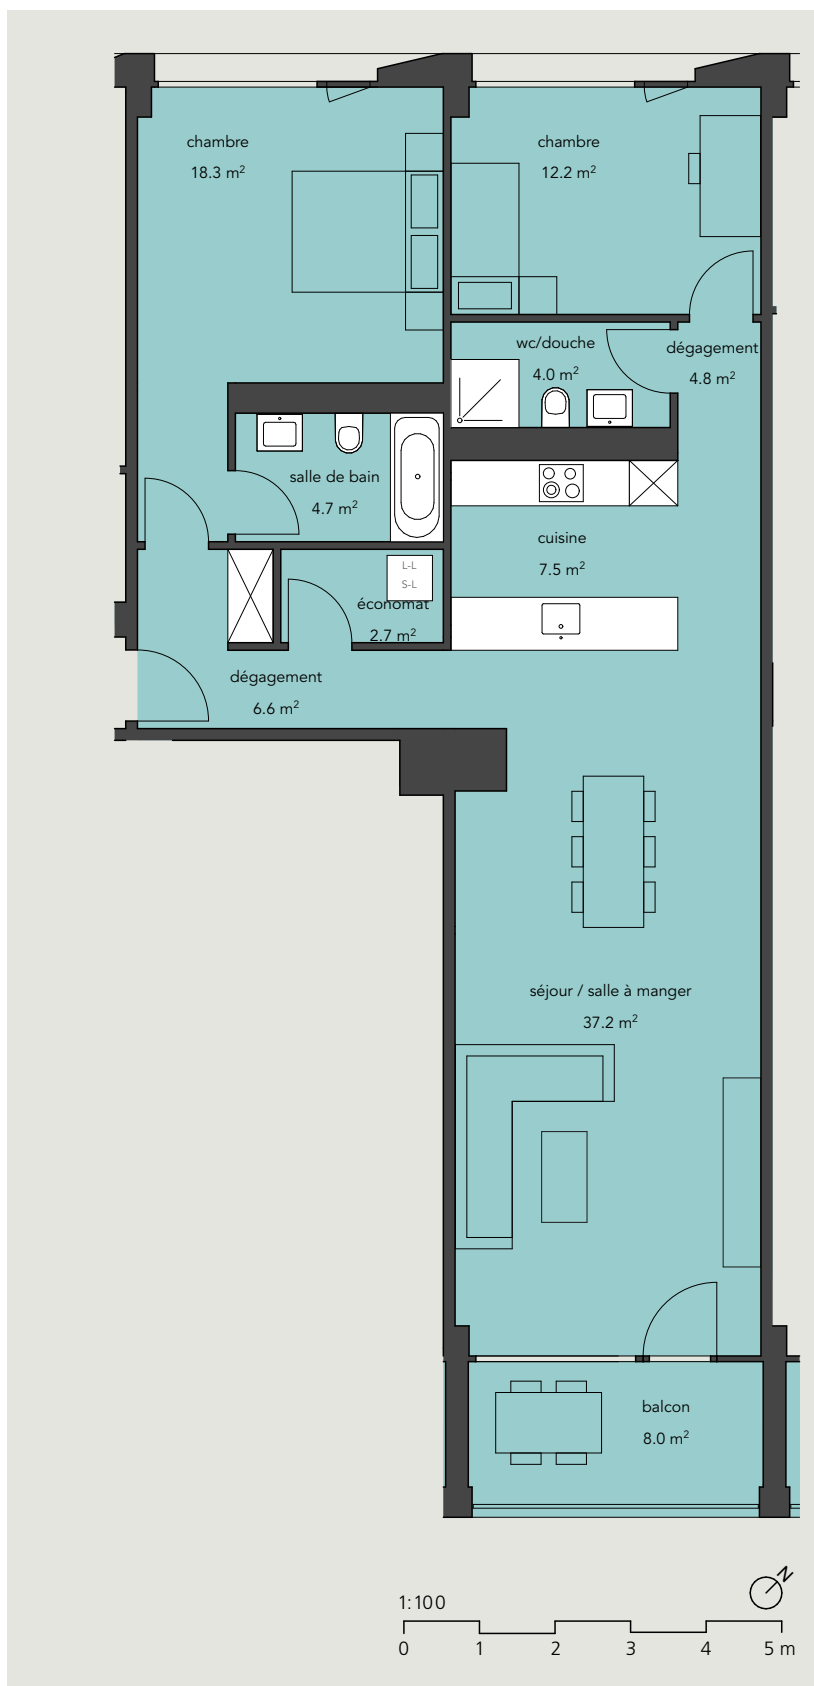 chambre
18.3 m²
chambre
12.2 m²
wc/douche
4.0 m²
dégagement
4.8 m²
salle de bain
4.7 m²
cuisine
7.5 m²
L-L
S-L
économat
2.7 m²
dégagement
6.6 m²
séjour / salle à manger
37.2 m²
balcon
8.0 m²
N
1:100
0 1 2 3 4 5 m